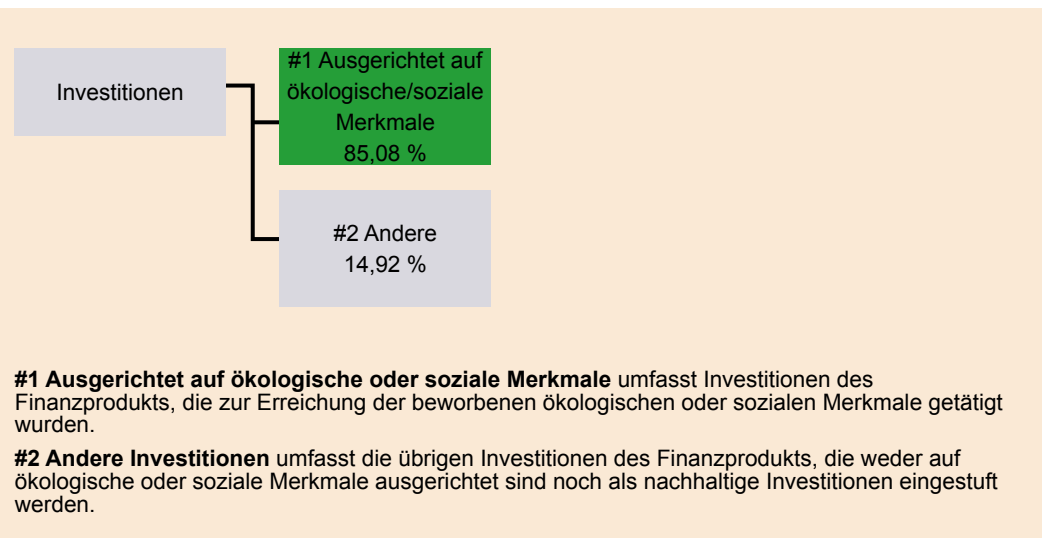 Investitionen
#1 Ausgerichtet auf
ökologische/soziale
Merkmale
85,08 %
#2 Andere
14,92 %
#1 Ausgerichtet auf ökologische oder soziale Merkmale umfasst Investitionen des
Finanzprodukts, die zur Erreichung der beworbenen ökologischen oder sozialen Merkmale getätigt
wurden.
#2 Andere Investitionen umfasst die übrigen Investitionen des Finanzprodukts, die weder auf
ökologische oder soziale Merkmale ausgerichtet sind noch als nachhaltige Investitionen eingestuft
werden.